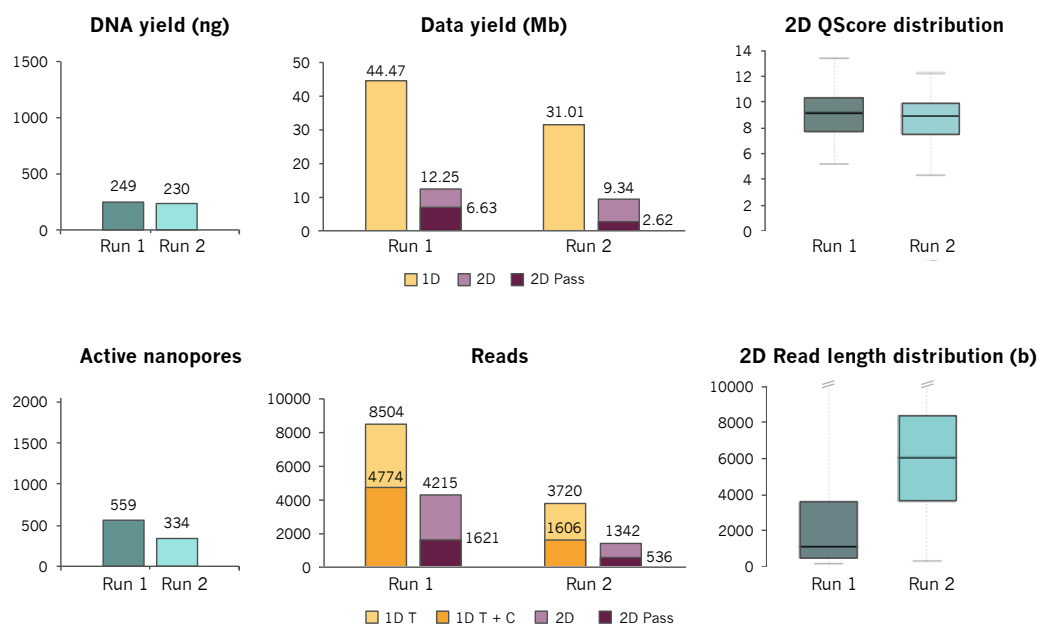 DNA yield (ng)
1500
1000
500
0
249
230
Run 1
Run 2
Data yield (Mb)
50
40
30
20
10
0
44.47
12.25
6.63
31.01
9.34
2.62
Run 1
Run 2
1D
2D
2D Pass
2D QScore distribution
14
12
10
8
6
4
2
0
Run 1
Run 2
Active nanopores
2000
1500
1000
500
0
559
334
Run 1
Run 2
Reads
10000
8000
6000
4000
2000
0
8504
4774
4215
1621
3720
1606
1342
536
Run 1
Run 2
1D T
1D T + C
2D
2D Pass
2D Read length distribution (b)
10000
8000
6000
4000
2000
0
Run 1
Run 2